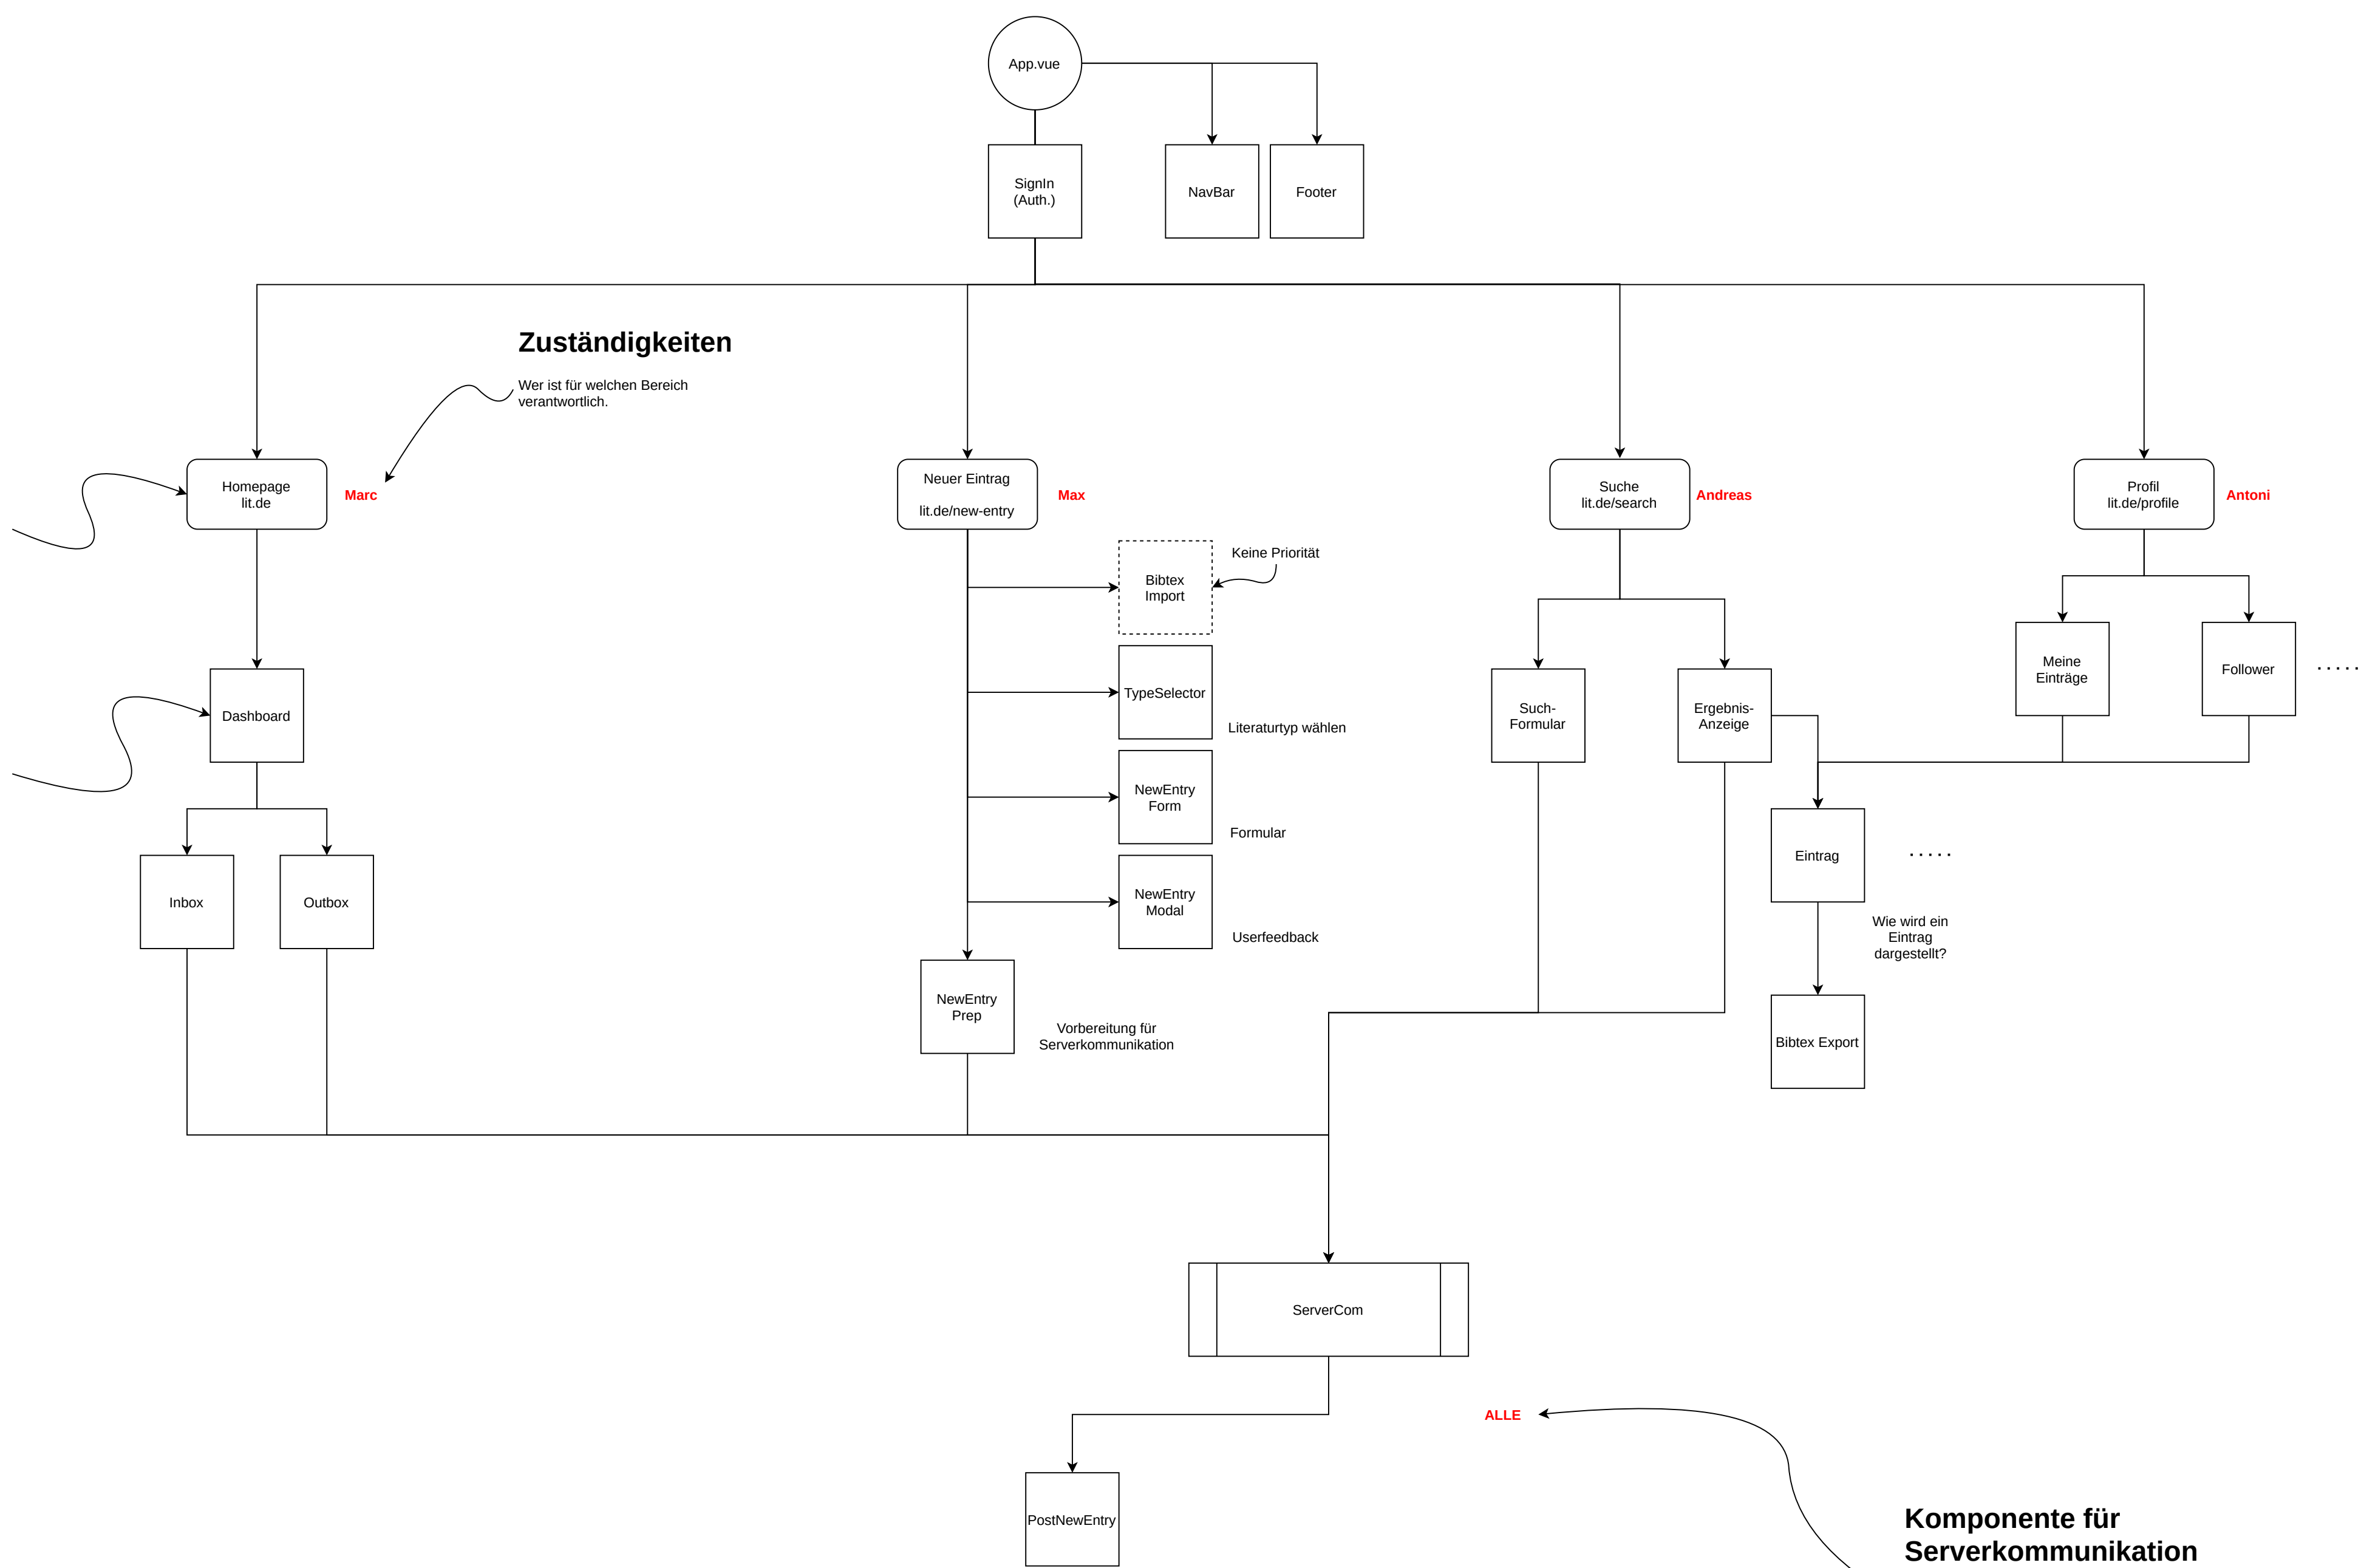 App.vue
SignIn
(Auth.)
NavBar
Footer
Zuständigkeiten
Wer ist für welchen Bereich
verantwortlich.
Homepage
lit.de
Marc
Neuer Eintrag
lit.de/new-entry
Max
Suche
lit.de/search
Andreas
Profil
lit.de/profile
Antoni
Bibtex
Import
Keine Priorität
TypeSelector
Literaturtyp wählen
NewEntry
Form
Formular
NewEntry
Modal
Userfeedback
NewEntry
Prep
Vorbereitung für
Serverkommunikation
Dashboard
Inbox
Outbox
Such-
Formular
Ergebnis-
Anzeige
Meine
Einträge
Follower
. . . . .
Eintrag
. . . . .
Wie wird ein
Eintrag
dargestellt?
Bibtex Export
ServerCom
ALLE
PostNewEntry
Komponente für
Serverkommunikation